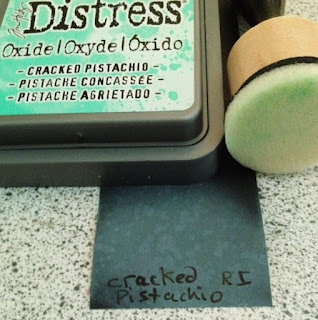 Distress
Oxide|Oxyde|Óxido
- CRACKED PISTACHIO -
- PISTACHE CONCASSÉE -
- PISTACHE AGRIETADO -
cracked RI
Pistachio